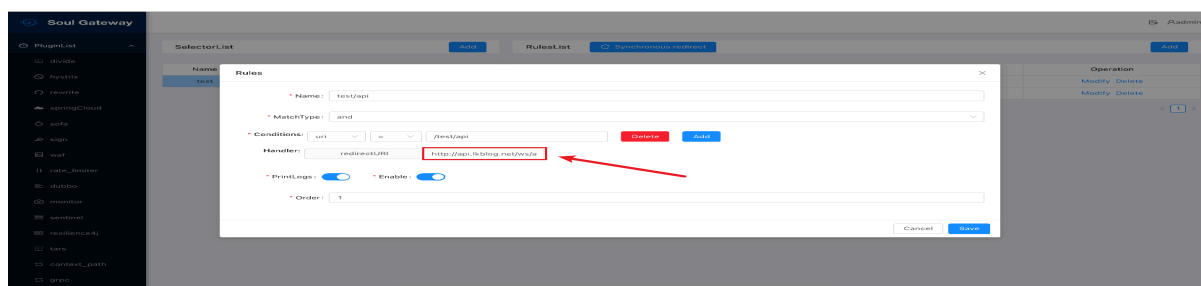 Soul Gateway
admin
PluginList
SelectorList
Add
RulesList
Synchronous redirect
Add
divide
hystrix
rewrite
springCloud
sofa
sign
waf
rate_limiter
dubbo
monitor
sentinel
resilience4j
tars
context_path
grpc
Name
test
Operation
Modify Delete
Modify Delete
1
Rules
* Name: test/api
* MatchType: and
* Conditions: uri = /test/api Delete Add
Handler: redirectURI http://api.lkblog.net/ws/a
* PrintLogs: * Enable:
* Order: 1
Cancel Save